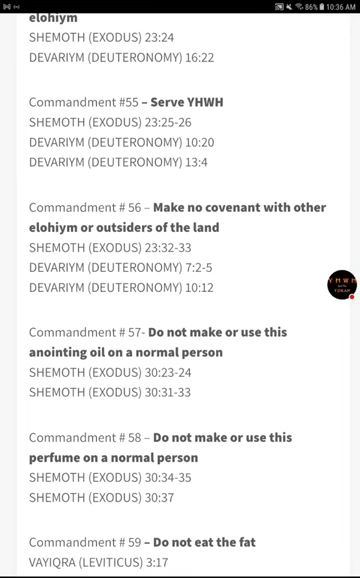 86% 10:36 AM
elohiym
SHEMOTH (EXODUS) 23:24
DEVARIYM (DEUTERONOMY) 16:22
Commandment #55 – Serve YHWH
SHEMOTH (EXODUS) 23:25-26
DEVARIYM (DEUTERONOMY) 10:20
DEVARIYM (DEUTERONOMY) 13:4
Commandment # 56 – Make no covenant with other
elohiym or outsiders of the land
SHEMOTH (EXODUS) 23:32-33
DEVARIYM (DEUTERONOMY) 7:2-5
DEVARIYM (DEUTERONOMY) 10:12
Commandment # 57- Do not make or use this
anointing oil on a normal person
SHEMOTH (EXODUS) 30:23-24
SHEMOTH (EXODUS) 30:31-33
Commandment # 58 – Do not make or use this
perfume on a normal person
SHEMOTH (EXODUS) 30:34-35
SHEMOTH (EXODUS) 30:37
Commandment # 59 – Do not eat the fat
VAYIQRA (LEVITICUS) 3:17